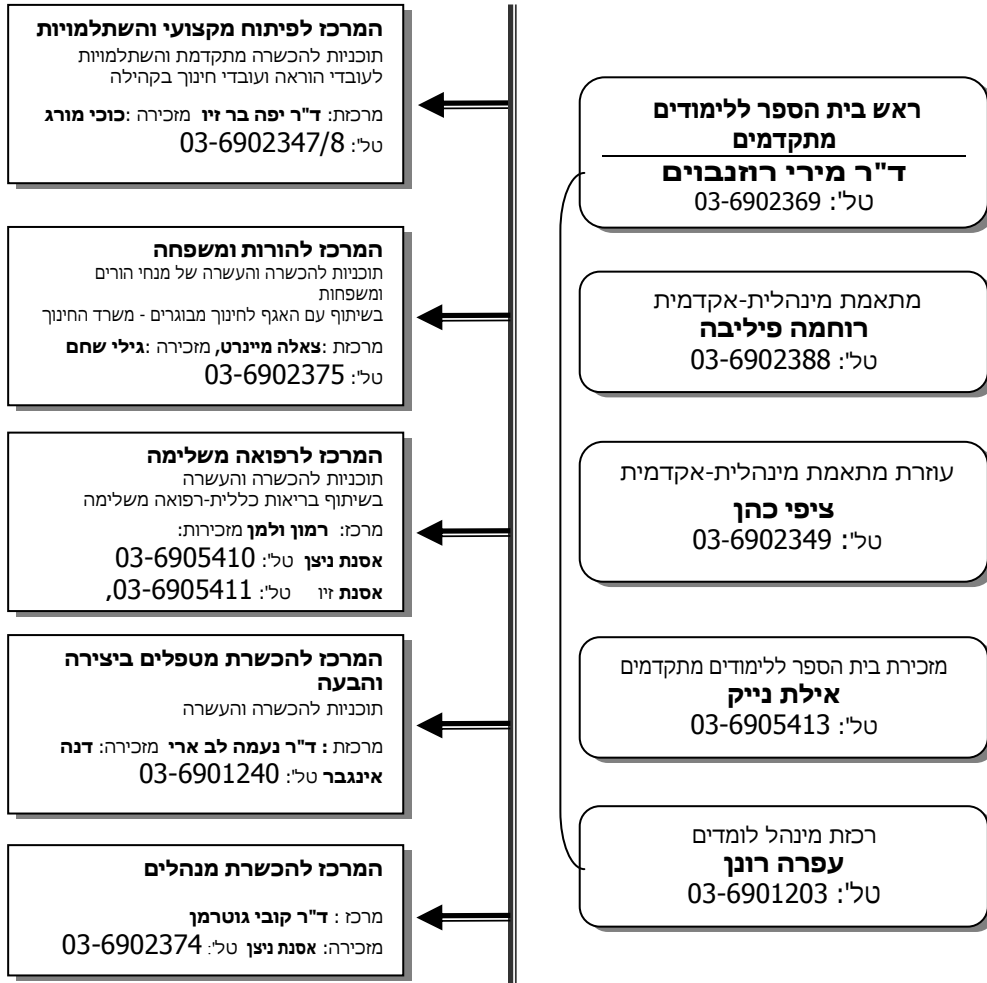 ראש בית הספר ללימודים
מתקדמים
ד"ר מירי רוזנבוים
טל': 03-6902369
מתאמת מינהלית-אקדמית
רוחמה פיליבה
טל': 03-6902388
עוזרת מתאמת מינהלית-אקדמית
ציפי כהן
טל': 03-6902349
מזכירת בית הספר ללימודים מתקדמים
אילת נייק
טל': 03-6905413
רכזת מינהל לומדים
עפרה רונן
טל': 03-6901203
המרכז לפיתוח מקצועי והשתלמויות
תוכניות להכשרה מתקדמת והשתלמויות
לעובדי הוראה ועובדי חינוך בקהילה
מרכזת: ד"ר יפה בר זיו מזכירה :כוכי מורג
טל': 03-6902347/8
המרכז להורות ומשפחה
תוכניות להכשרה והעשרה של מנחי הורים
ומשפחות
בשיתוף עם האגף לחינוך מבוגרים - משרד החינוך
מרכזת :צאלה מיינרט, מזכירה :גילי שחם
טל': 03-6902375
המרכז לרפואה משלימה
תוכניות להכשרה והעשרה
בשיתוף בריאות כללית-רפואה משלימה
מרכז: רמון ולמן מזכירות:
אסנת ניצן טל': 03-6905410
אסנת זיו טל': 03-6905411,
המרכז להכשרת מטפלים ביצירה
והבעה
תוכניות להכשרה והעשרה
מרכזת : ד"ר נעמה לב ארי מזכירה: דנה
אינגבר טל': 03-6901240
המרכז להכשרת מנהלים
מרכז : ד"ר קובי גוטרמן
מזכירה: אסנת ניצן טל': 03-6902374